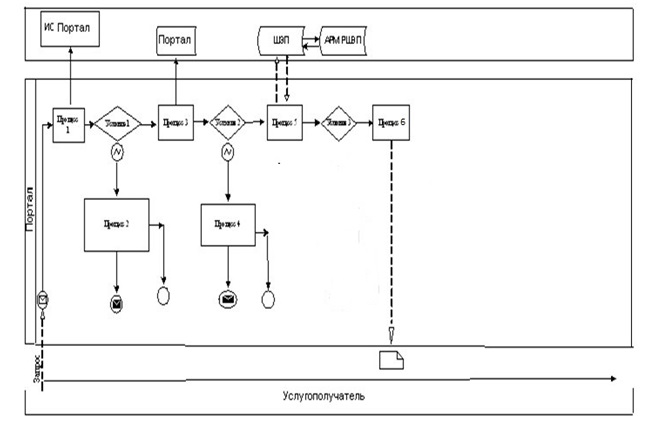 ИС Портал
Портал
ШЭП
АРМ РШЭП
Процесс
1
Условие 1
Процесс 3
Условие 2
Процесс 5
Условие 3
Процесс 6
Процесс 2
Процесс 4
Портал
Запрос
Услугополучатель